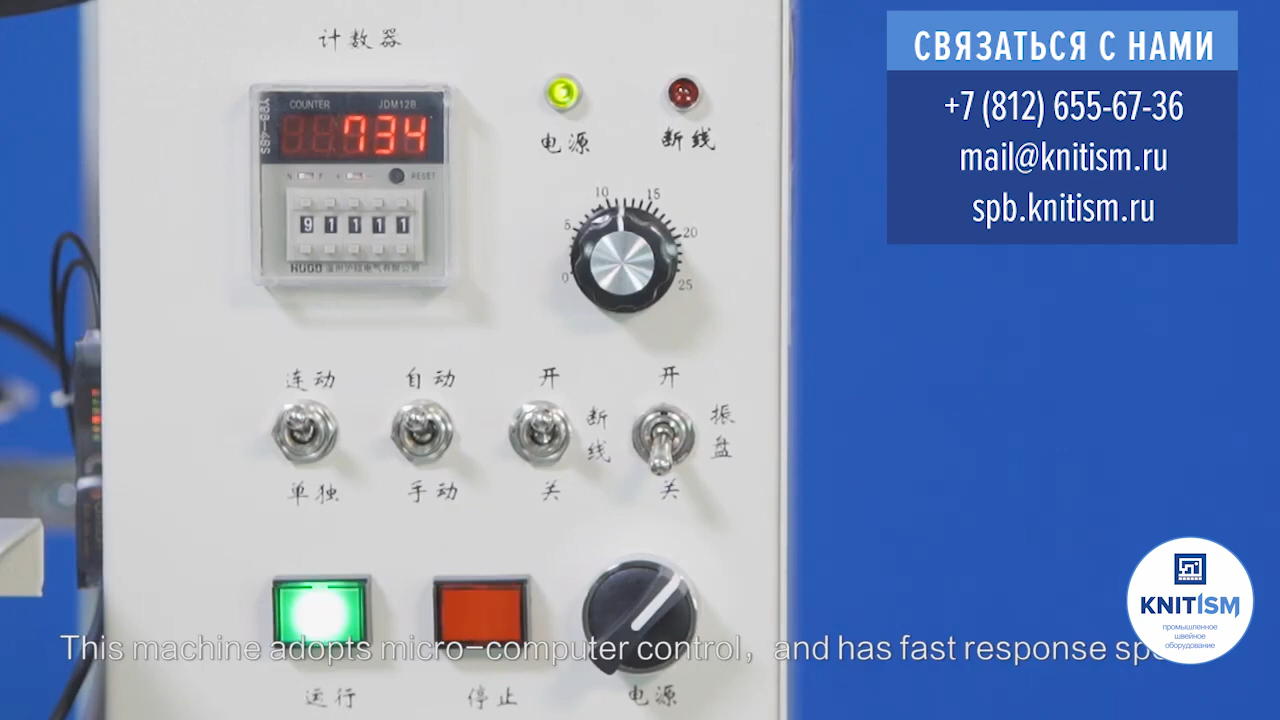 计数器
COUNTER JDM12B
734
RESET
91111
HUGO
电源
断线
0 5 10 15 20 25
连动
自动
开
开
断线
振盘
单独
手动
关
关
运行
停止
电源
СВЯЗАТЬСЯ С НАМИ
+7 (812) 655-67-36
mail@knitism.ru
spb.knitism.ru
This machine adopts micro-computer control，and has fast response
KNITISM
промышленное
швейное
оборудование